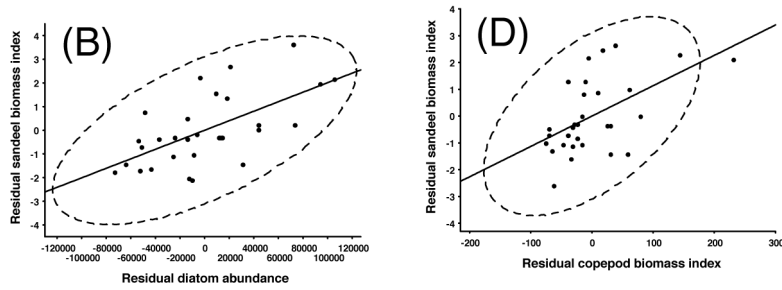 (B)
Residual sandeel biomass index
4
3
2
1
0
-1
-2
-3
-4
-120000 -80000 -40000 0 40000 80000 120000
-100000 -60000 -20000 20000 60000 100000
Residual diatom abundance
(D)
Residual sandeel biomass index
4
3
2
1
0
-1
-2
-3
-4
-200 -100 0 100 200 300
Residual copepod biomass index